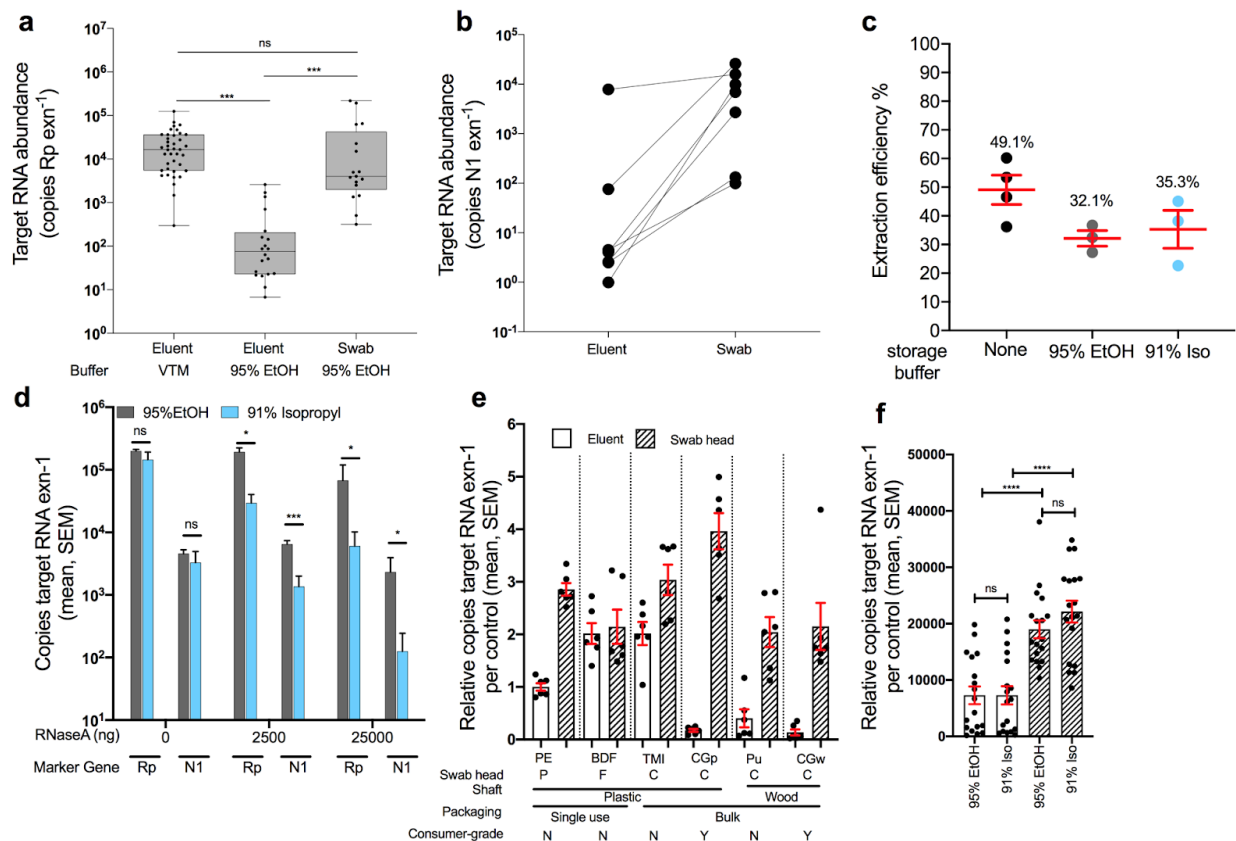 a
Target RNA abundance
(copies Rp exn⁻¹)
10⁷
10⁶
10⁵
10⁴
10³
10²
10¹
10⁰
ns
***
***
Eluent Eluent Swab
Buffer VTM 95% EtOH 95% EtOH
b
Target RNA abundance
(copies N1 exn⁻¹)
10⁵
10⁴
10³
10²
10¹
10⁰
10⁻¹
Eluent Swab
c
Extraction efficiency %
100
90
80
70
60
50
40
30
20
10
0
49.1%
32.1%
35.3%
storage
buffer
None 95% EtOH 91% Iso
d
Copies target RNA exn-1
(mean, SEM)
10⁶
10⁵
10⁴
10³
10²
10¹
95%EtOH 91% Isopropyl
ns
ns
*
***
*
*
RNaseA (ng) 0 2500 25000
Marker Gene Rp N1 Rp N1 Rp N1
e
Relative copies target RNA exn-1
per control (mean, SEM)
6
5
4
3
2
1
0
Eluent Swab head
PE BDF TMI CGp Pu CGw
Swab head P F C C C C
Shaft
Plastic Wood
Packaging
Single use Bulk
Consumer-grade N N N Y N Y
f
Relative copies target RNA exn-1
per control (mean, SEM)
50000
40000
30000
20000
10000
0
****
****
ns
ns
95% EtOH
91% Iso
95% EtOH
91% Iso